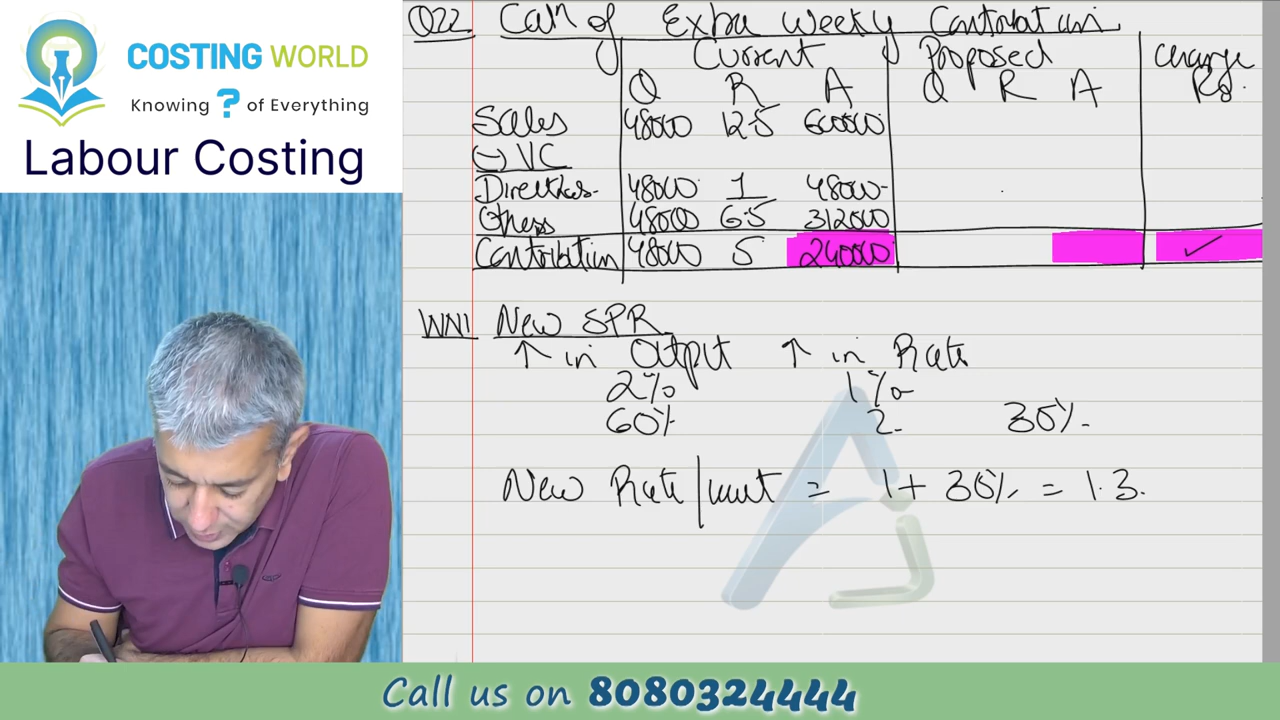 COSTING WORLD
Knowing ? of Everything
Labour Costing
Q22 Calⁿ of Extra Weekly Contribution
Current Proposed Change
Q R A Q R A Rs.
Sales 48000 12.5 600000
(-) VC
Direct 48000 1 48000
Others 48000 6.5 312000
Contribution 48000 5 240000 ✓
WN1 New SPR
↑ in Output ↑ in Rate
2% 1%
60% 2 30%
New Rate/unit = 1 + 30% = 1.3.
Call us on 8080324444